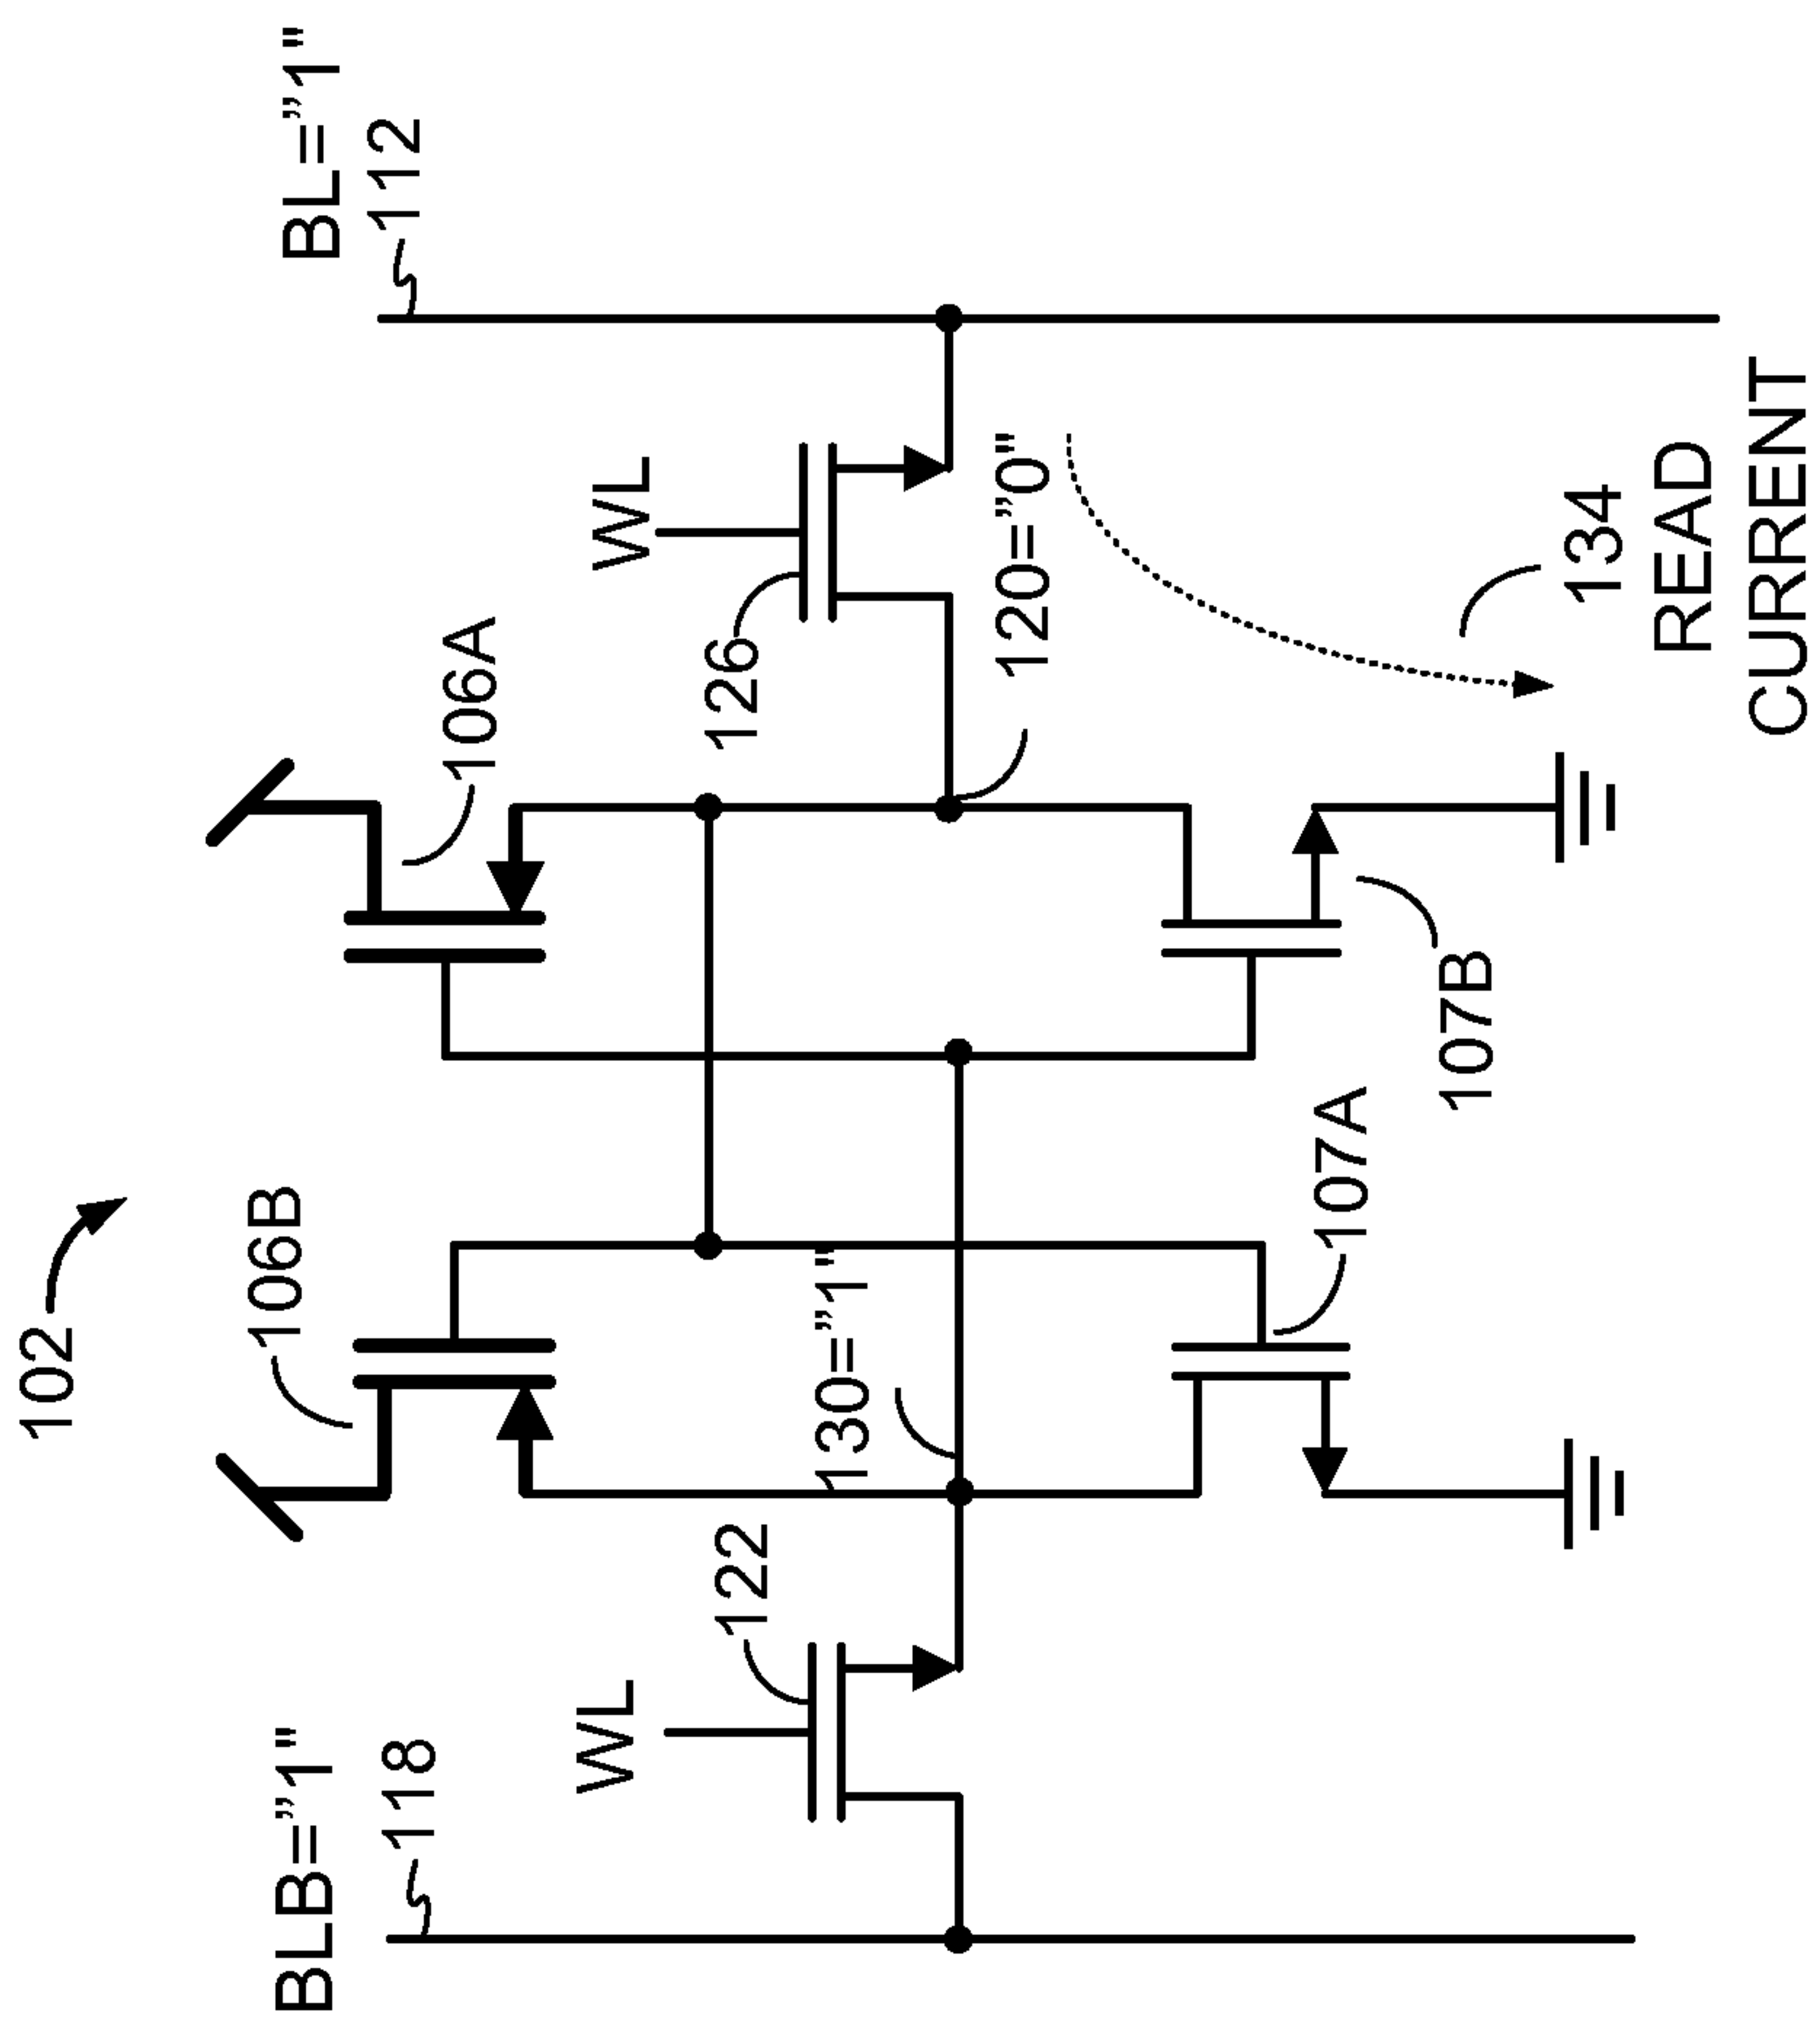 102
BLB="1"
118
BL="1"
112
106B
106A
WL
WL
122
126
130="1"
120="0"
107A
107B
134
READ
CURRENT